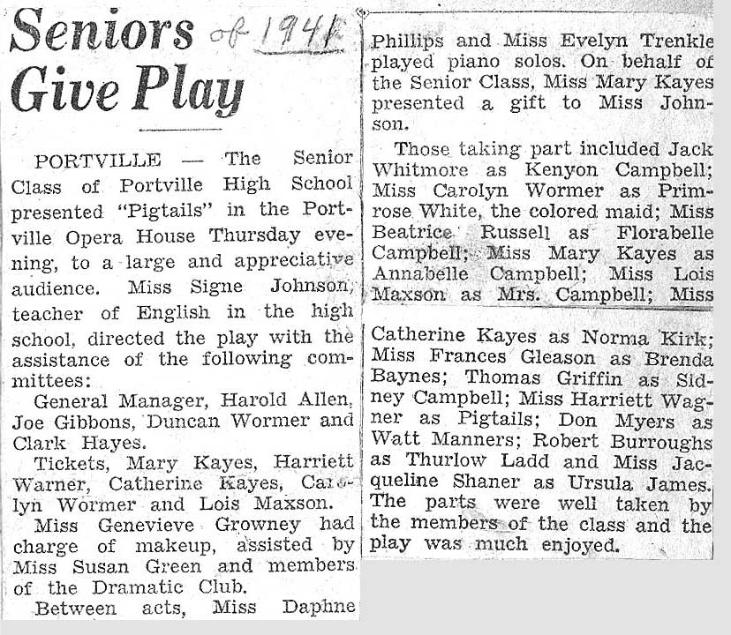 Seniors of 1941
Give Play
PORTVILLE — The Senior
Class of Portville High School
presented "Pigtails" in the Port-
ville Opera House Thursday eve-
ning, to a large and appreciative
audience. Miss Signe Johnson,
teacher of English in the high
school, directed the play with the
assistance of the following com-
mittees:
General Manager, Harold Allen,
Joe Gibbons, Duncan Wormer and
Clark Hayes.
Tickets, Mary Kayes, Harriett
Warner, Catherine Kayes, Caro-
lyn Wormer and Lois Maxson.
Miss Genevieve Growney had
charge of makeup, assisted by
Miss Susan Green and members
of the Dramatic Club.
Between acts, Miss Daphne
Phillips and Miss Evelyn Trenkle
played piano solos. On behalf of
the Senior Class, Miss Mary Kayes
presented a gift to Miss John-
son.
Those taking part included Jack
Whitmore as Kenyon Campbell;
Miss Carolyn Wormer as Prim-
rose White, the colored maid; Miss
Beatrice Russell as Florabelle
Campbell; Miss Mary Kayes as
Annabelle Campbell; Miss Lois
Maxson as Mrs. Campbell; Miss
Catherine Kayes as Norma Kirk;
Miss Frances Gleason as Brenda
Baynes; Thomas Griffin as Sid-
ney Campbell; Miss Harriett Wag-
ner as Pigtails; Don Myers as
Watt Manners; Robert Burroughs
as Thurlow Ladd and Miss Jac-
queline Shaner as Ursula James.
The parts were well taken by
the members of the class and the
play was much enjoyed.